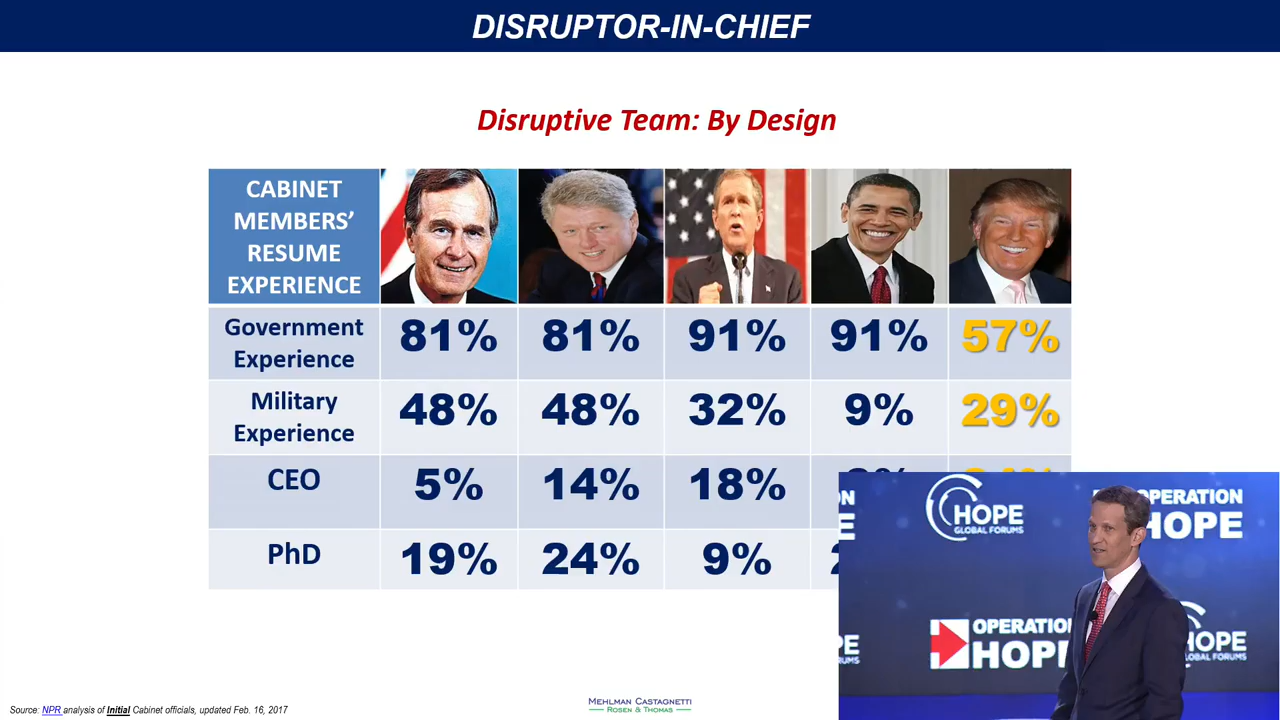 DISRUPTOR-IN-CHIEF
Disruptive Team: By Design
CABINET
MEMBERS’
RESUME
EXPERIENCE
Government
Experience
81% 81% 91% 91% 57%
Military
Experience
48% 48% 32% 9% 29%
CEO 5% 14% 18%
PhD 19% 24% 9%
HOPE
GLOBAL FORUMS
OPERATION
HOPE
OPERATION
HOPE
HOPE
GLOBAL FORUMS
Source: NPR analysis of Initial Cabinet officials, updated Feb. 16, 2017
MEHLMAN CASTAGNETTI
ROSEN & THOMAS